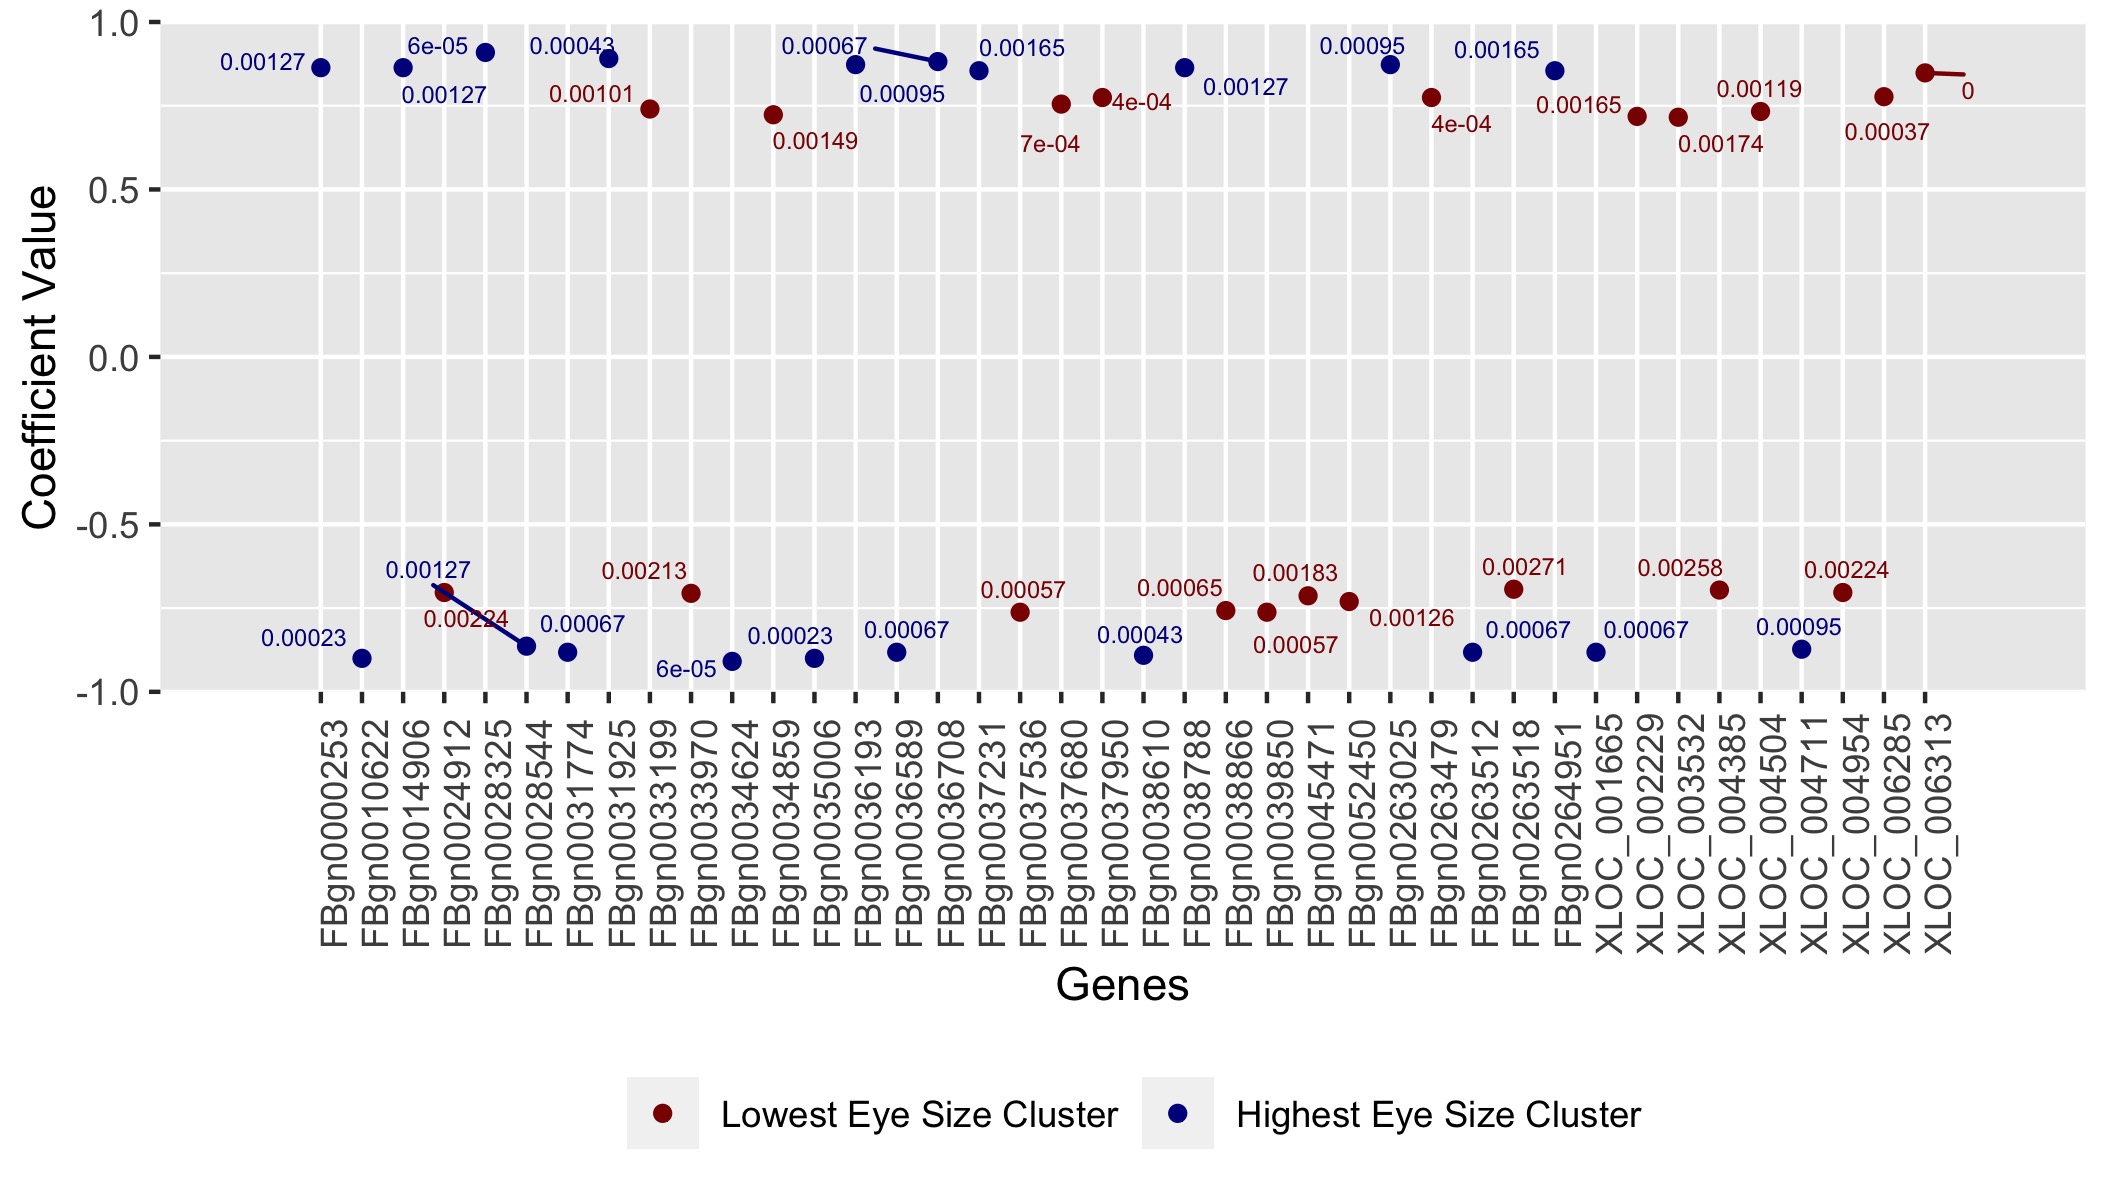 1.0
0.5
0.0
-0.5
-1.0
Coefficient Value
0.00127
6e-05
0.00127
0.00043
0.00101
0.00149
0.00067
0.00095
0.00165
7e-04
4e-04
0.00127
0.00095
4e-04
0.00165
0.00165
0.00174
0.00119
0.00037
0
0.00127
0.00224
0.00023
0.00067
0.00213
6e-05
0.00023
0.00067
0.00057
0.00043
0.00065
0.00183
0.00057
0.00126
0.00271
0.00067
0.00067
0.00258
0.00095
0.00224
FBgn0000253
FBgn0010622
FBgn0014906
FBgn0024912
FBgn0028325
FBgn0028544
FBgn0031774
FBgn0031925
FBgn0033199
FBgn0033970
FBgn0034624
FBgn0034859
FBgn0035006
FBgn0036193
FBgn0036589
FBgn0036708
FBgn0037231
FBgn0037536
FBgn0037680
FBgn0037950
FBgn0038610
FBgn0038788
FBgn0038866
FBgn0039850
FBgn0045471
FBgn0052450
FBgn0263025
FBgn0263479
FBgn0263512
FBgn0263518
FBgn0264951
XLOC_001665
XLOC_002229
XLOC_003532
XLOC_004385
XLOC_004504
XLOC_004711
XLOC_004954
XLOC_006285
XLOC_006313
Genes
Lowest Eye Size Cluster
Highest Eye Size Cluster